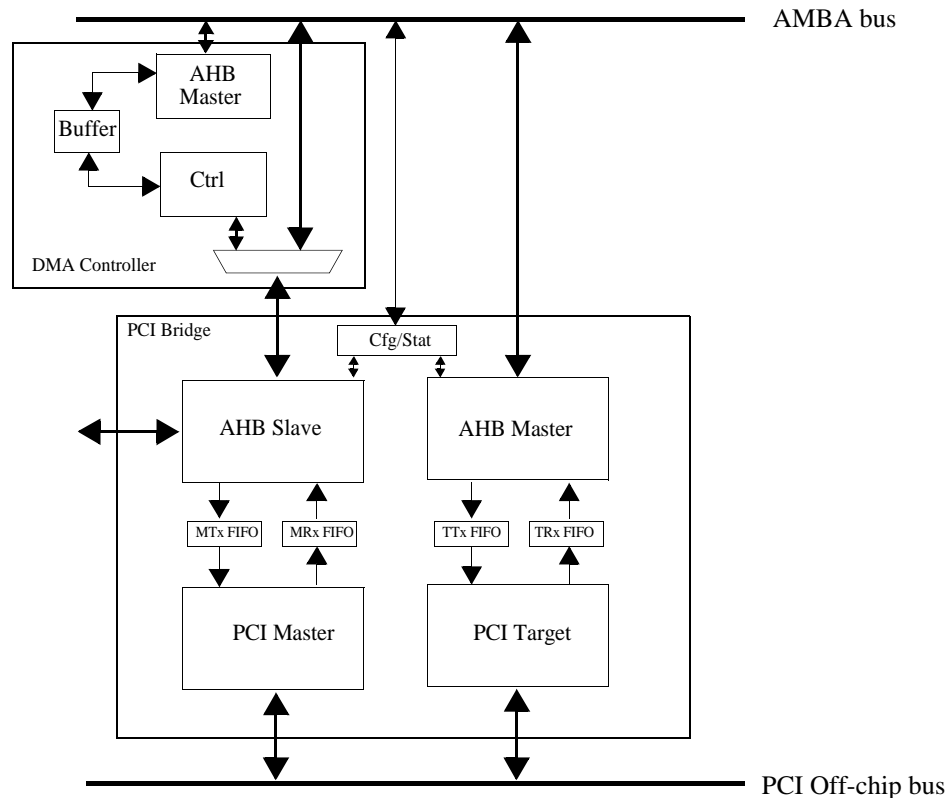 AMBA bus
AHB
Master
Buffer
Ctrl
DMA Controller
PCI Bridge
Cfg/Stat
AHB Slave
AHB Master
MTx FIFO
MRx FIFO
TTx FIFO
TRx FIFO
PCI Master
PCI Target
PCI Off-chip bus